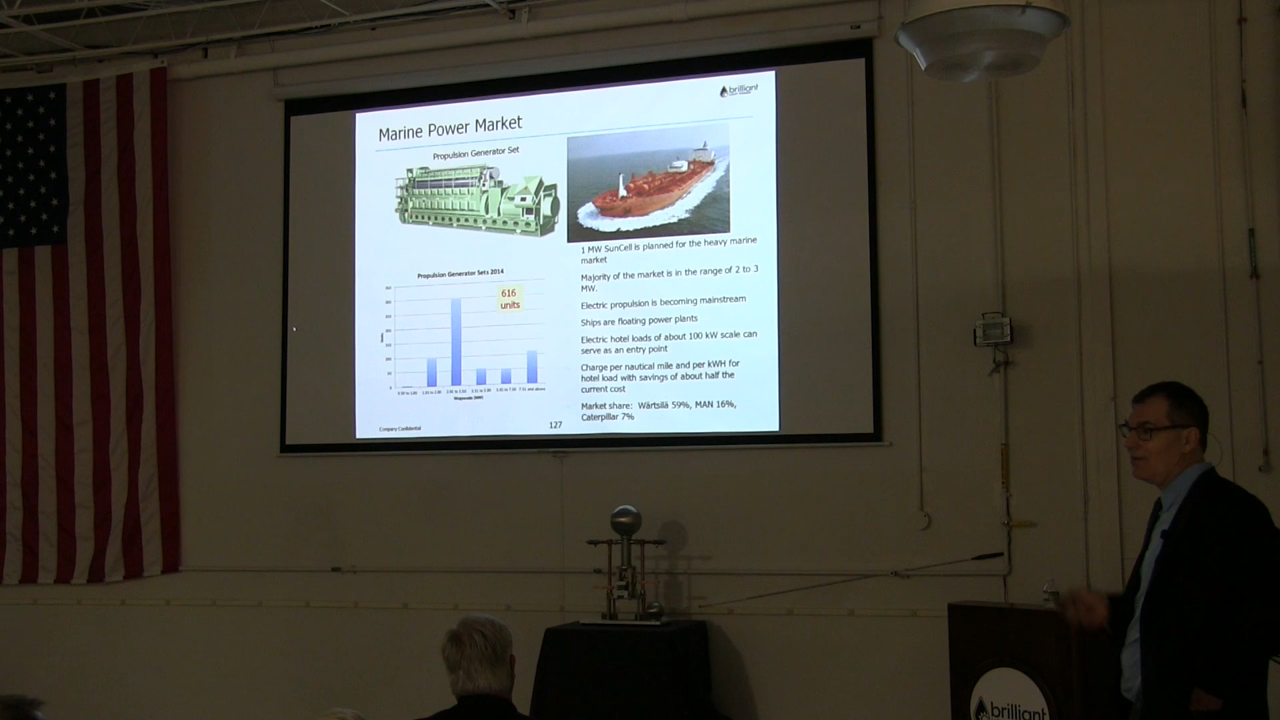 brilliant
Marine Power Market
Propulsion Generator Set
1 MW SunCell is planned for the heavy marine
market
Majority of the market is in the range of 2 to 3
MW.
Electric propulsion is becoming mainstream
Ships are floating power plants
Electric hotel loads of about 100 kW scale can
serve as an entry point
Charge per nautical mile and per kWH for
hotel load with savings of about half the
current cost
Market share: Wärtsilä 59%, MAN 16%,
Caterpillar 7%
Propulsion Generator Sets 2014
616
units
Megawatts (MW)
Company Confidential
127
brilliant